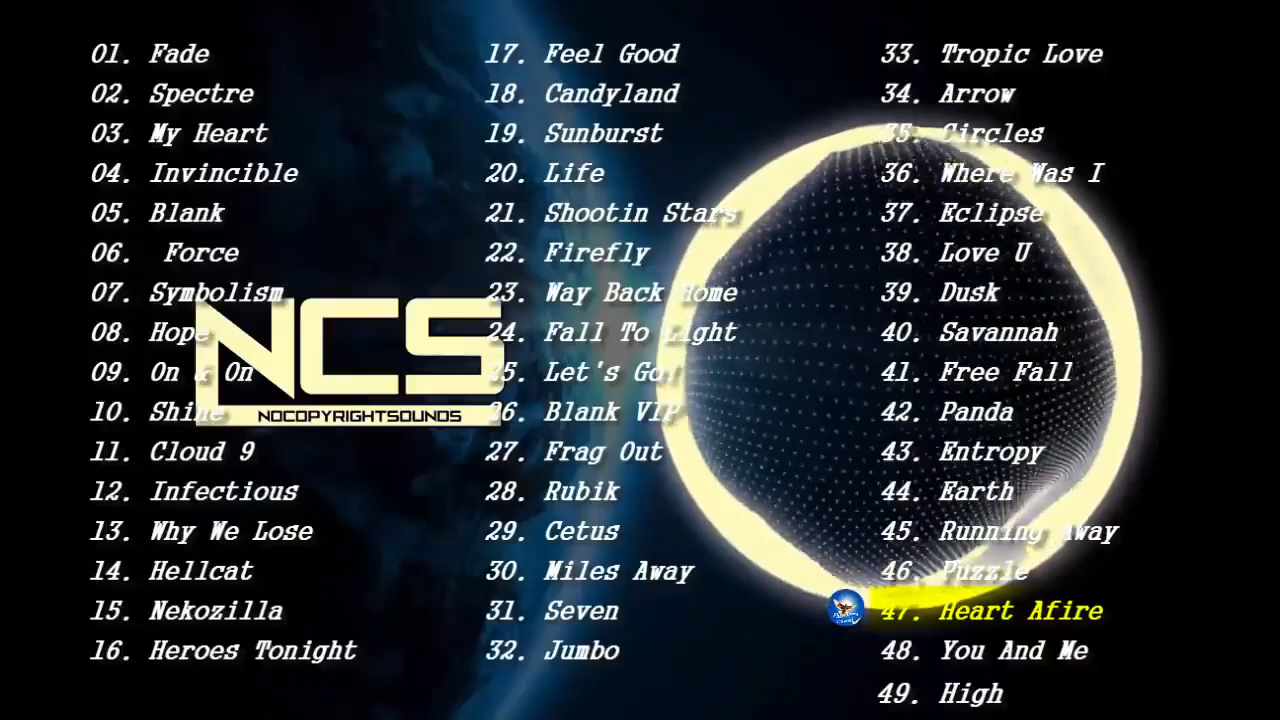 01. Fade
02. Spectre
03. My Heart
04. Invincible
05. Blank
06. Force
07. Symbolism
08. Hope
09. On & On
10. Shine
11. Cloud 9
12. Infectious
13. Why We Lose
14. Hellcat
15. Nekozilla
16. Heroes Tonight
NCS
NOCOPYRIGHTSOUNDS
17. Feel Good
18. Candyland
19. Sunburst
20. Life
21. Shootin Stars
22. Firefly
23. Way Back Home
24. Fall To Light
25. Let's Go!
26. Blank VIP
27. Frag Out
28. Rubik
29. Cetus
30. Miles Away
31. Seven
32. Jumbo
33. Tropic Love
34. Arrow
35. Circles
36. Where Was I
37. Eclipse
38. Love U
39. Dusk
40. Savannah
41. Free Fall
42. Panda
43. Entropy
44. Earth
45. Running Away
46. Puzzle
47. Heart Afire
48. You And Me
49. High